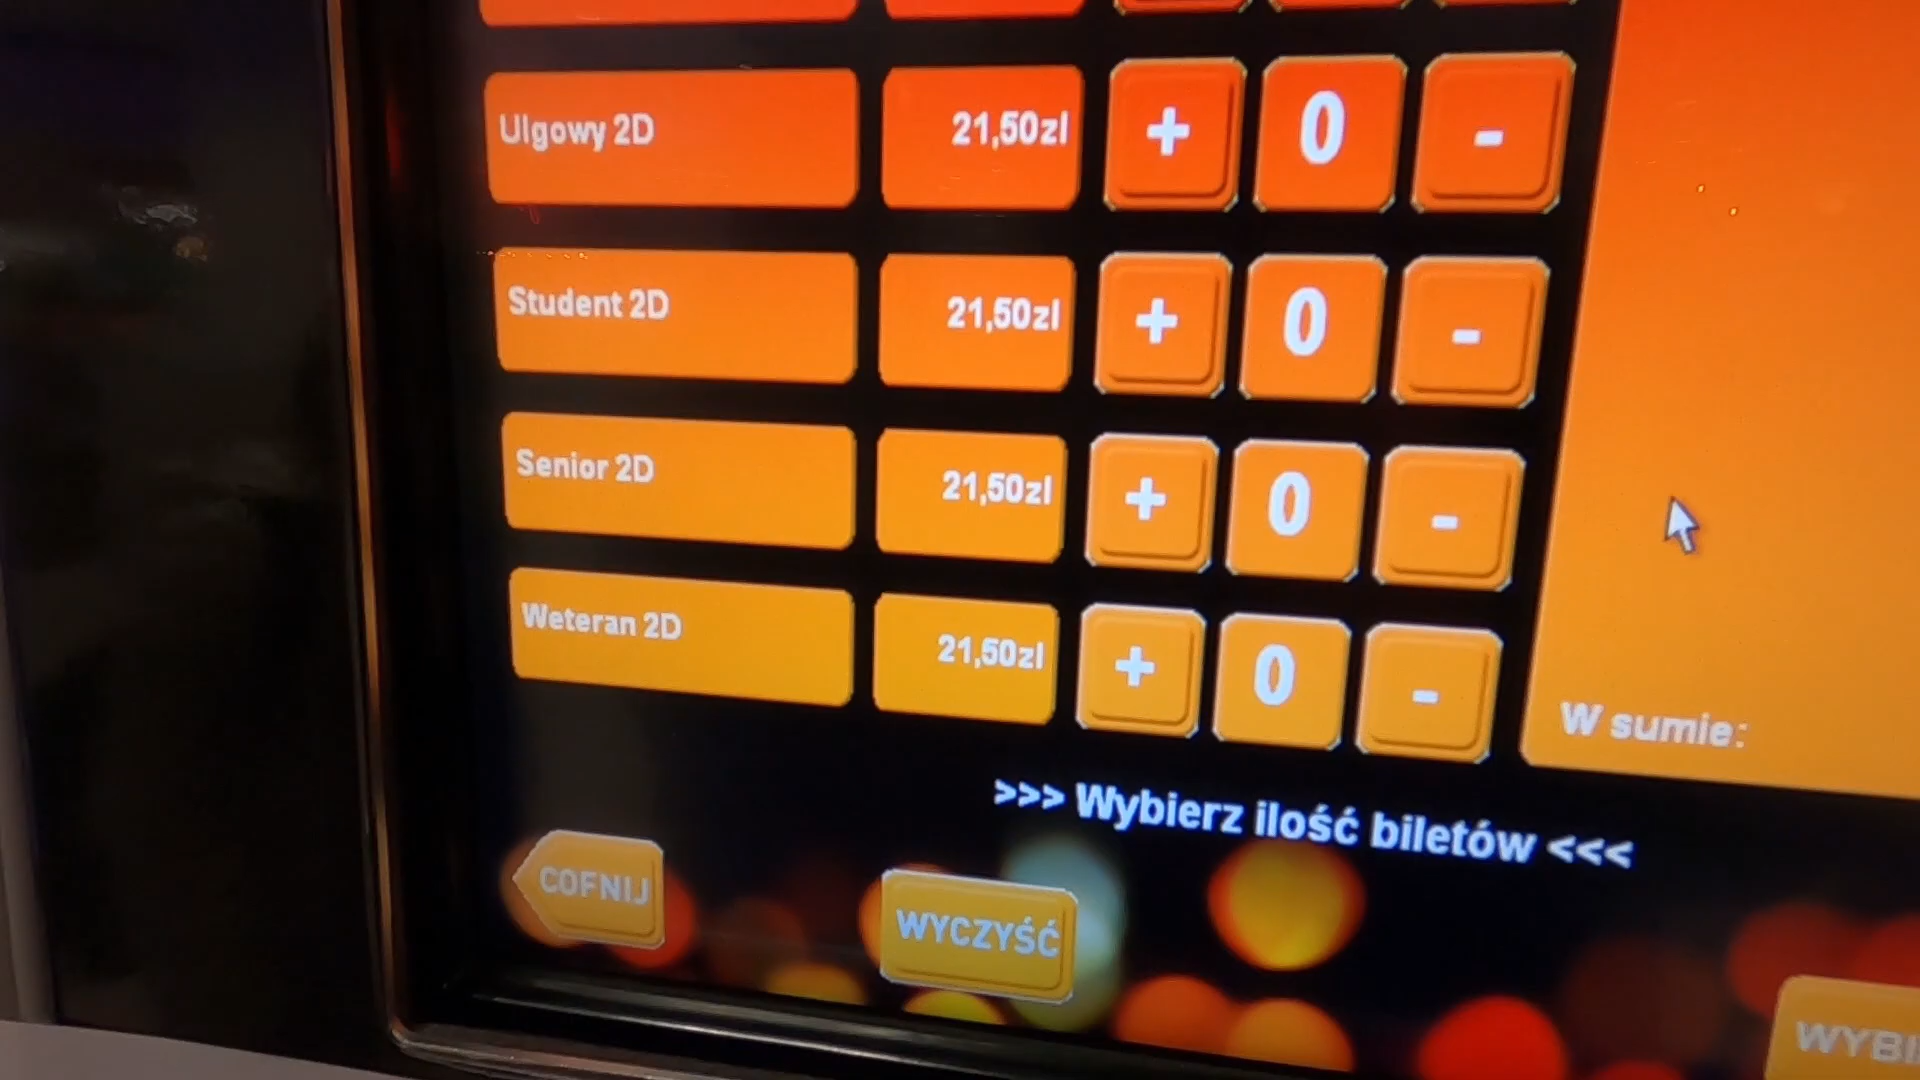 Ulgowy 2D 21,50zl + 0 -
Student 2D 21,50zl + 0 -
Senior 2D 21,50zl + 0 -
Weteran 2D 21,50zl + 0 -
W sumie:
>>> Wybierz ilość biletów <<<
COFNIJ
WYCZYŚĆ